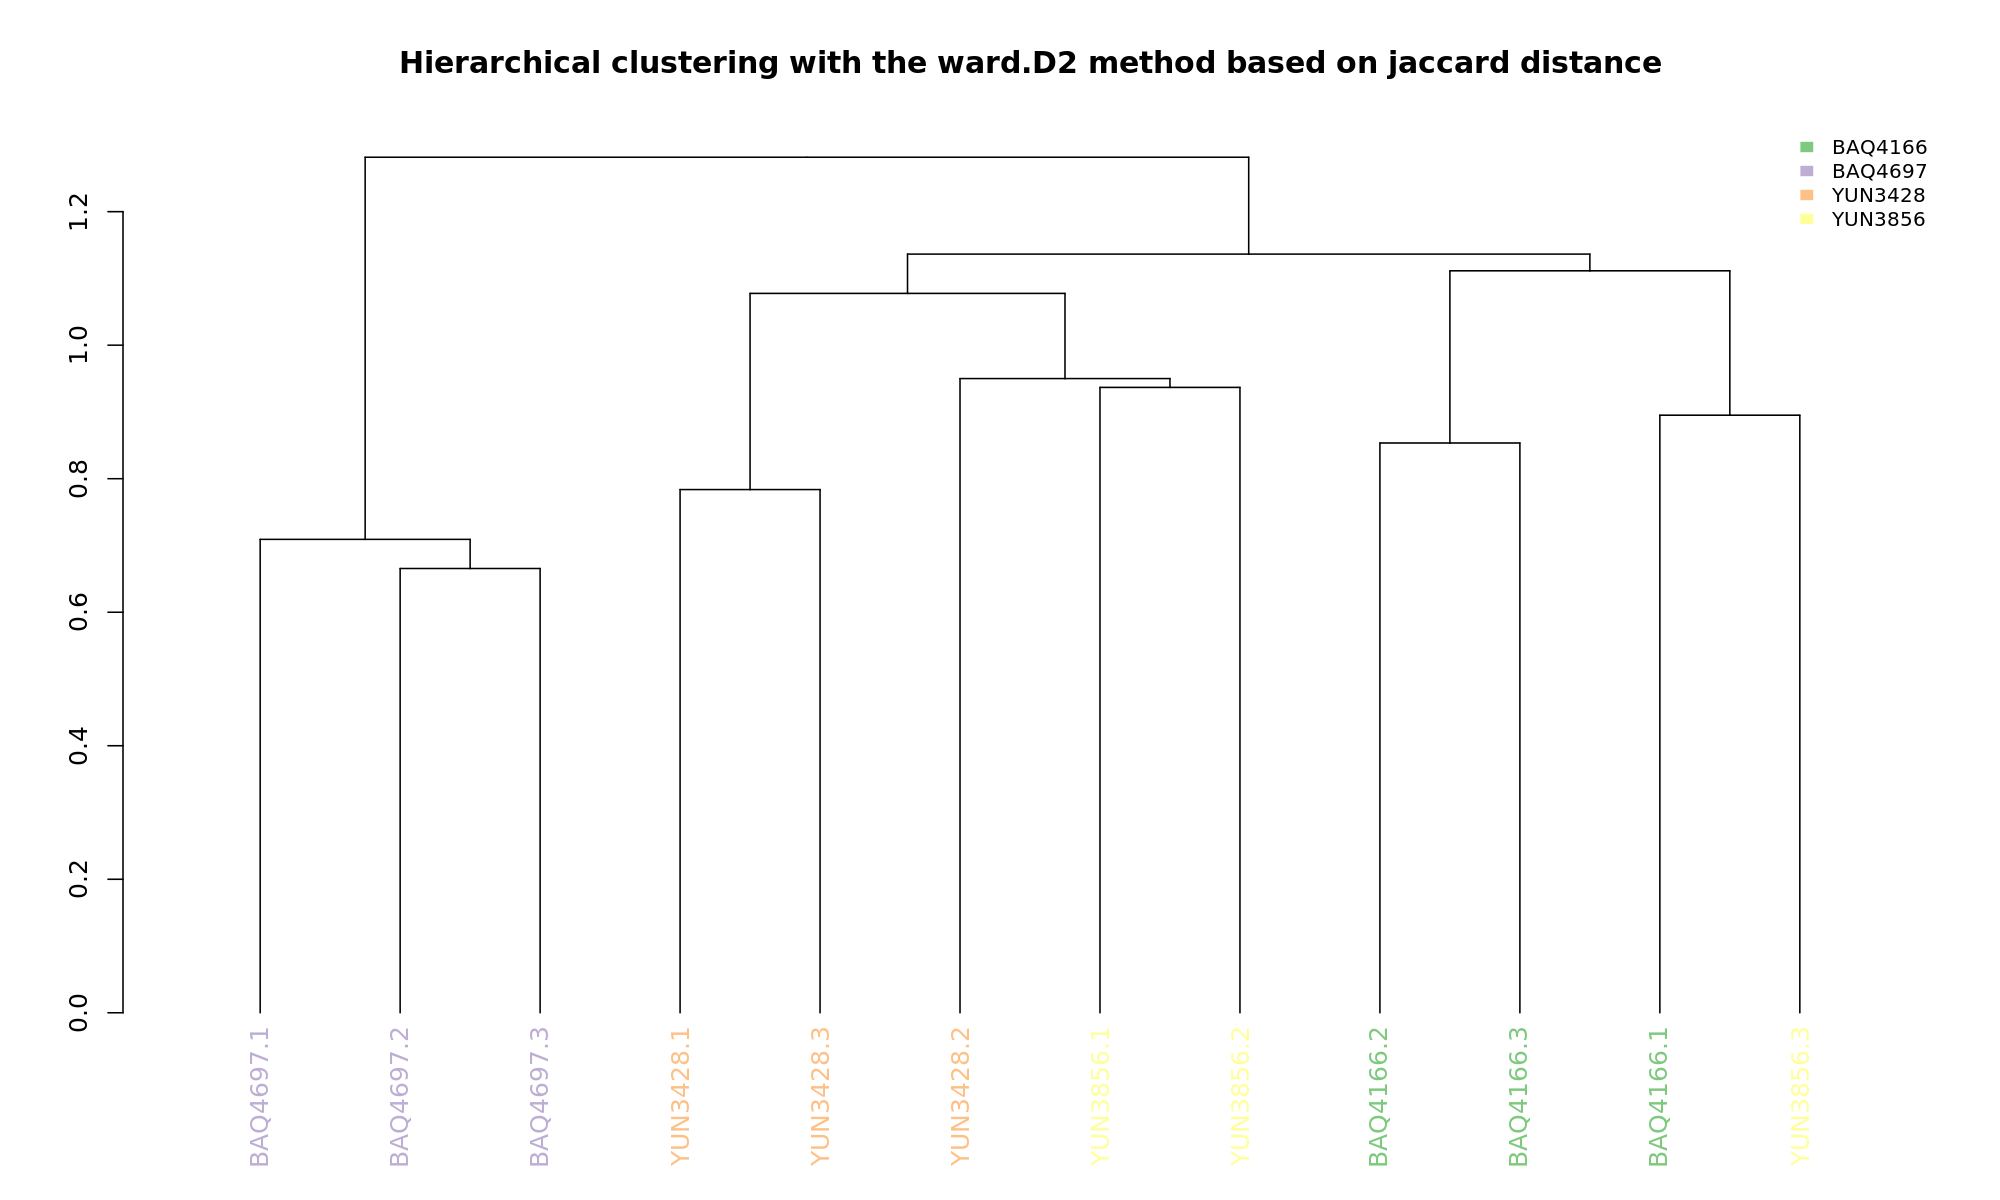 Hierarchical clustering with the ward.D2 method based on jaccard distance
BAQ4166
BAQ4697
YUN3428
YUN3856
1.2
1.0
0.8
0.6
0.4
0.2
0.0
BAQ4697.1
BAQ4697.2
BAQ4697.3
YUN3428.1
YUN3428.3
YUN3428.2
YUN3856.1
YUN3856.2
BAQ4166.2
BAQ4166.3
BAQ4166.1
YUN3856.3